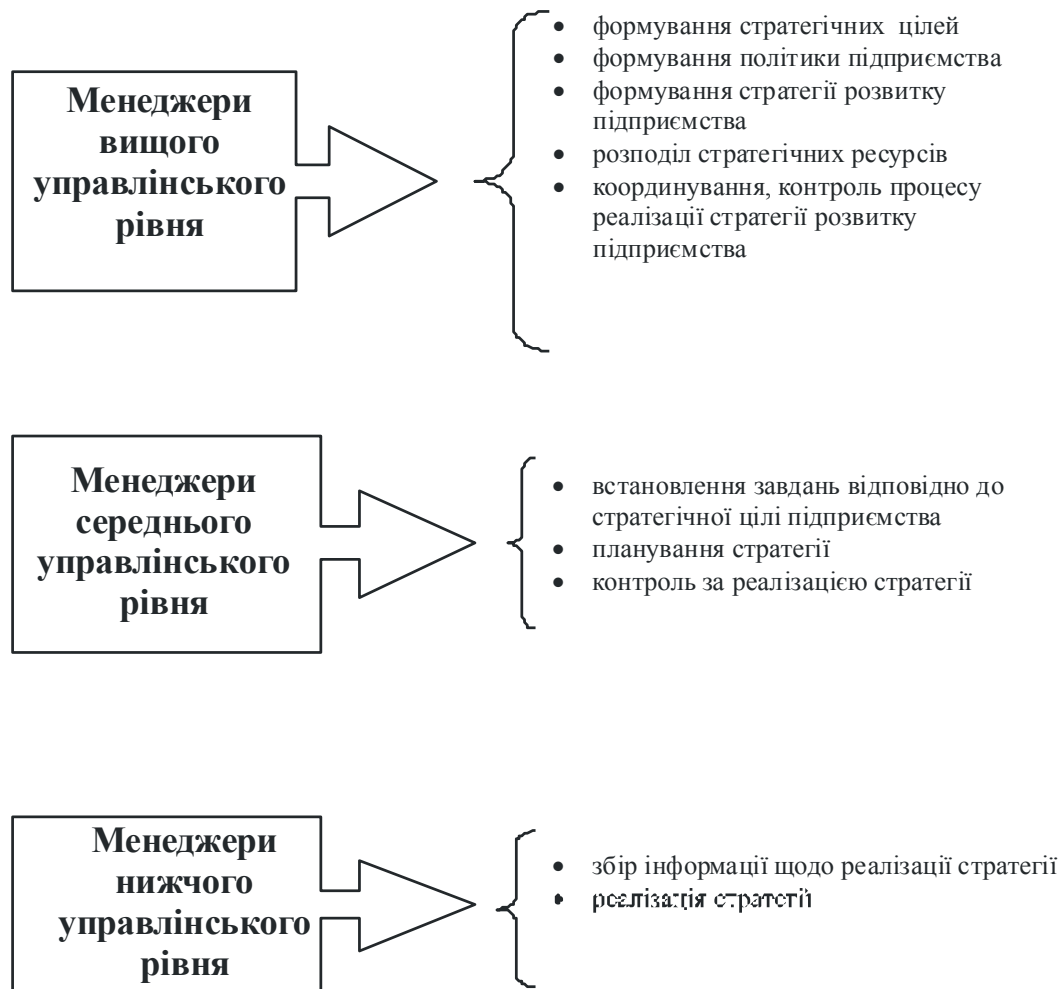 Менеджери
вищого
управлінського
рівня
• формування стратегічних цілей
• формування політики підприємства
• формування стратегії розвитку
підприємства
• розподіл стратегічних ресурсів
• координування, контроль процесу
реалізації стратегії розвитку
підприємства
Менеджери
середнього
управлінського
рівня
• встановлення завдань відповідно до
стратегічної цілі підприємства
• планування стратегії
• контроль за реалізацією стратегії
Менеджери
нижчого
управлінського
рівня
• збір інформації щодо реалізації стратегії
• реалізація стратегій